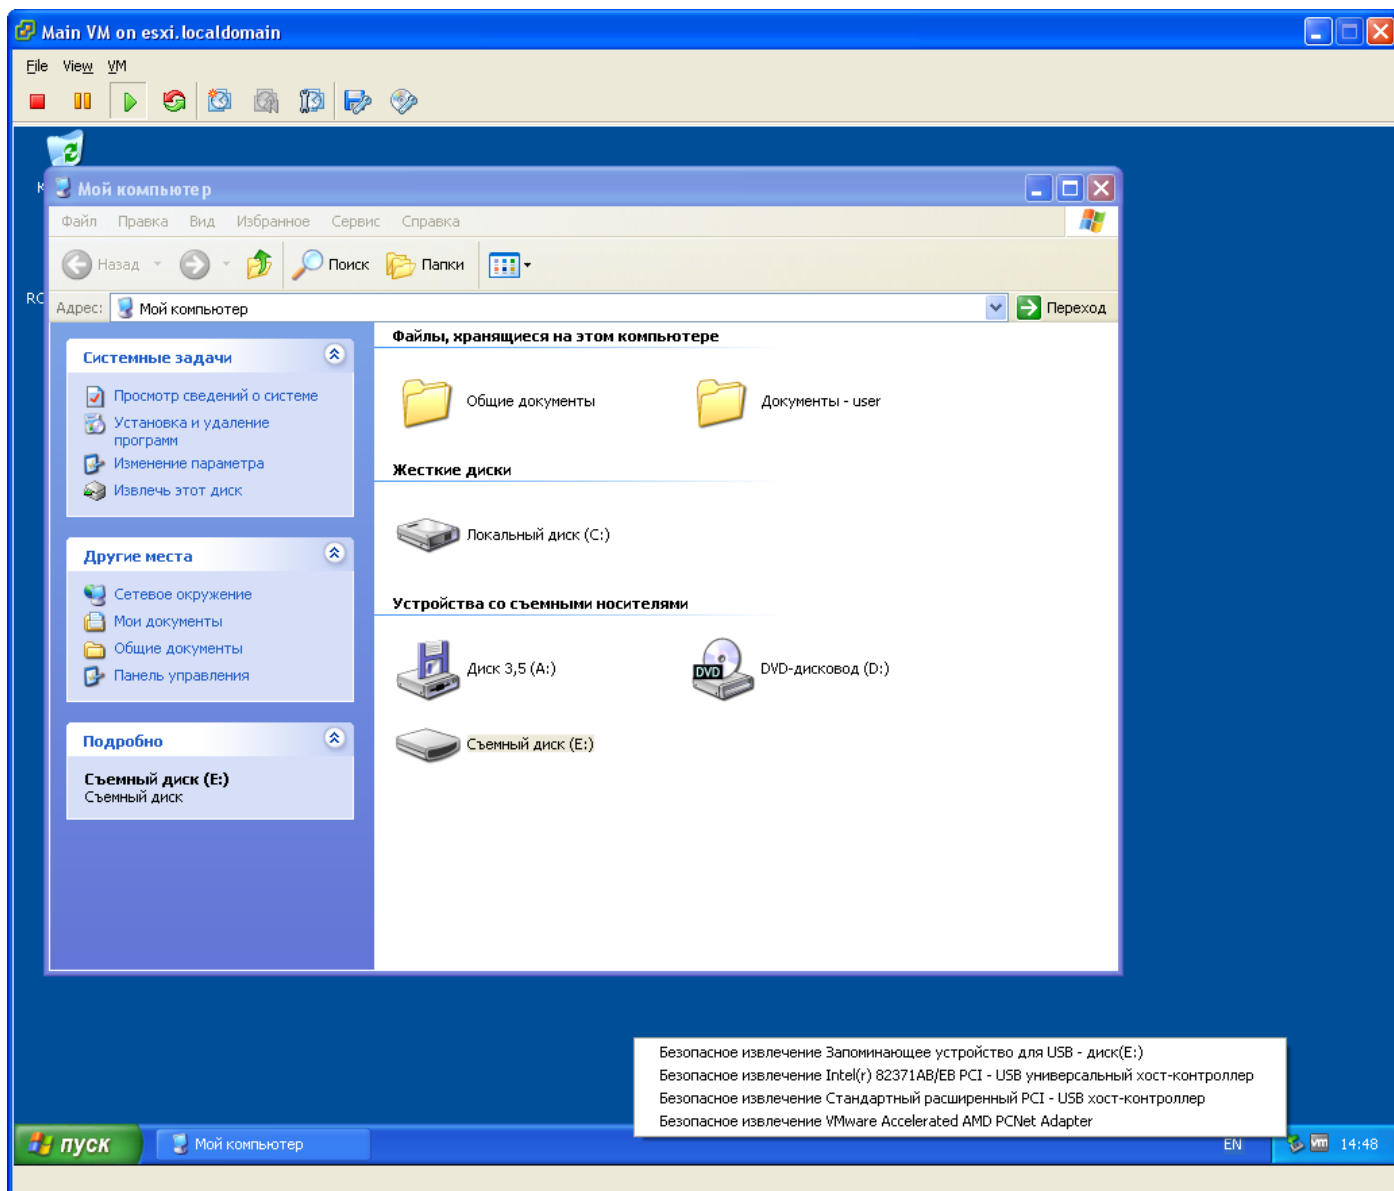 Main VM on esxi.localdomain
File View VM
К
Мой компьютер
Файл Правка Вид Избранное Сервис Справка
Назад Поиск Папки
RC
Адрес: Мой компьютер Переход
Системные задачи
Просмотр сведений о системе
Установка и удаление
программ
Изменение параметра
Извлечь этот диск
Другие места
Сетевое окружение
Мои документы
Общие документы
Панель управления
Подробно
Съемный диск (E:)
Съемный диск
Файлы, хранящиеся на этом компьютере
Общие документы
Документы - user
Жесткие диски
Локальный диск (C:)
Устройства со съемными носителями
Диск 3,5 (A:)
DVD
DVD-дисковод (D:)
Съемный диск (E:)
Безопасное извлечение Запоминающее устройство для USB - диск(E:)
Безопасное извлечение Intel(r) 82371AB/EB PCI - USB универсальный хост-контроллер
Безопасное извлечение Стандартный расширенный PCI - USB хост-контроллер
Безопасное извлечение VMware Accelerated AMD PCNet Adapter
пуск Мой компьютер EN vm 14:48